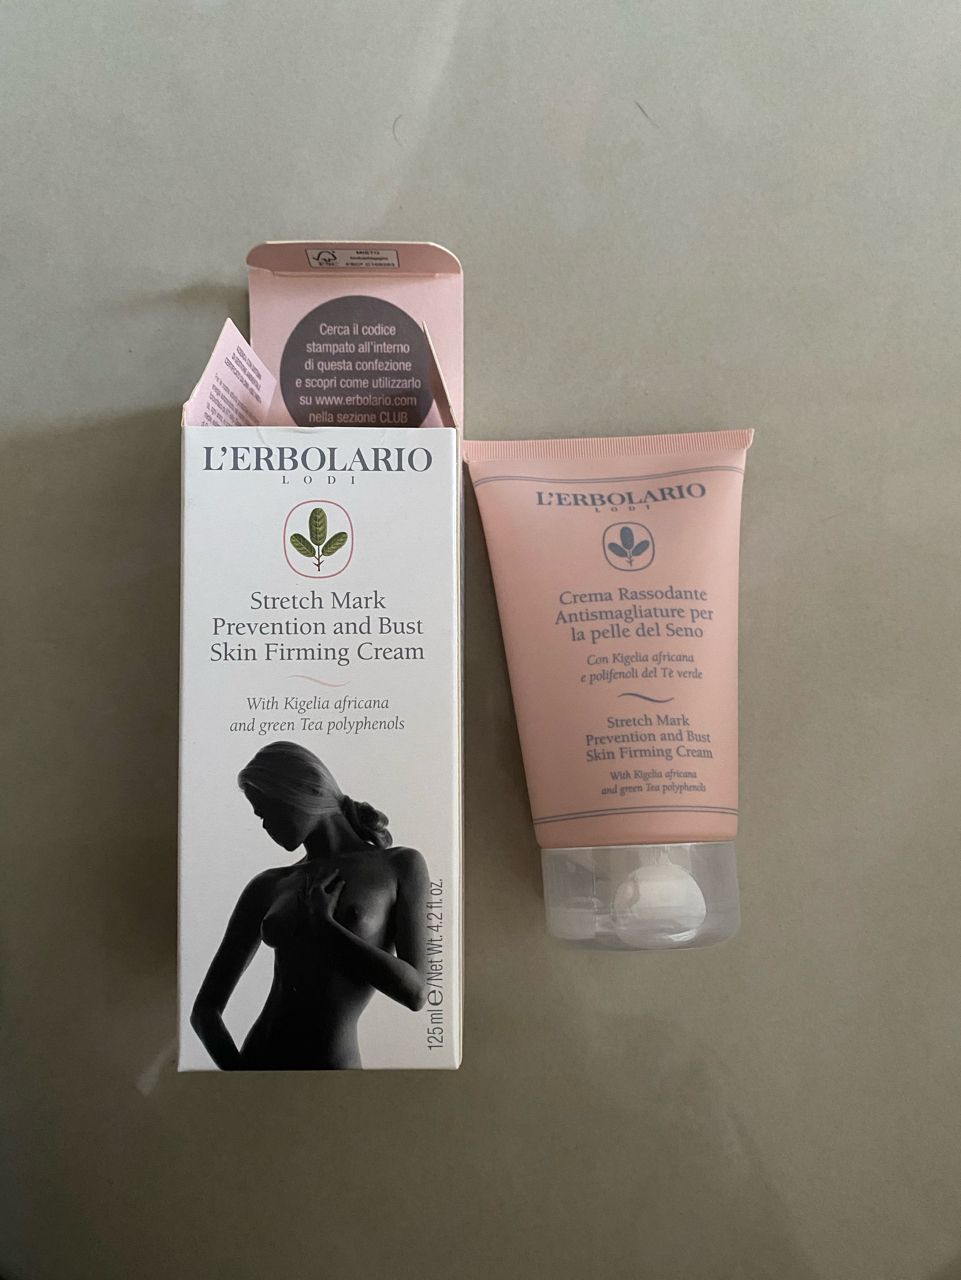 MISTO
FSC
Cerca il codice
stampato all'interno
di questa confezione
e scopri come utilizzarlo
su www.erbolario.com
nella sezione CLUB
L'ERBOLARIO
LODI
Stretch Mark
Prevention and Bust
Skin Firming Cream
With Kigelia africana
and green Tea polyphenols
125 ml e/Net Wt. 4.2 fl. oz.
L'ERBOLARIO
LODI
Crema Rassodante
Antismagliature per
la pelle del Seno
Con Kigelia africana
e polifenoli del Tè verde
Stretch Mark
Prevention and Bust
Skin Firming Cream
With Kigelia africana
and green Tea polyphenols